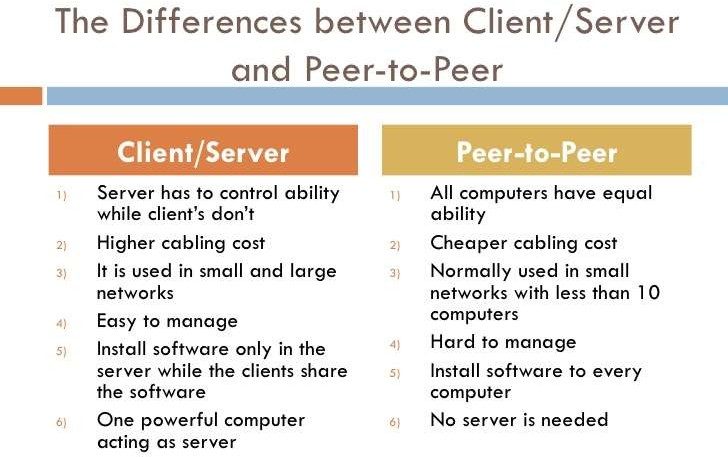 The Differences between Client/Server
and Peer-to-Peer
Client/Server
1) Server has to control ability
while client's don't
2) Higher cabling cost
3) It is used in small and large
networks
4) Easy to manage
5) Install software only in the
server while the clients share
the software
6) One powerful computer
acting as server
Peer-to-Peer
1) All computers have equal
ability
2) Cheaper cabling cost
3) Normally used in small
networks with less than 10
computers
4) Hard to manage
5) Install software to every
computer
6) No server is needed